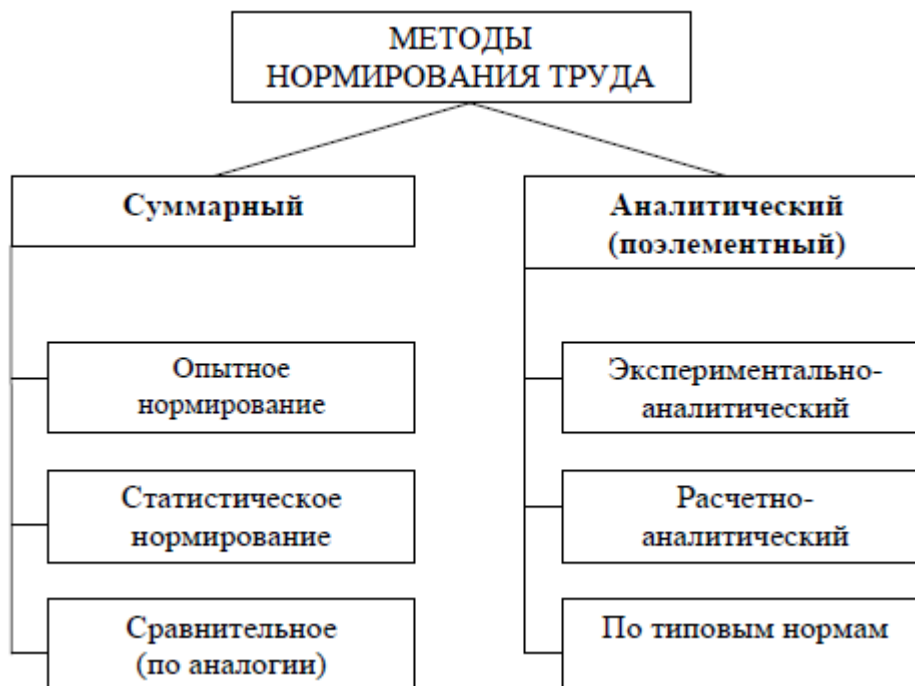 МЕТОДЫ
НОРМИРОВАНИЯ ТРУДА
Суммарный
Аналитический
(поэлементный)
Опытное
нормирование
Экспериментально-
аналитический
Статистическое
нормирование
Расчетно-
аналитический
Сравнительное
(по аналогии)
По типовым нормам